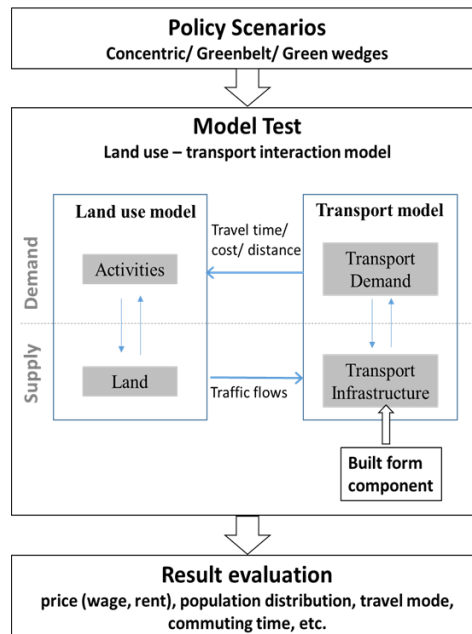 Policy Scenarios
Concentric/ Greenbelt/ Green wedges
Model Test
Land use – transport interaction model
Land use model
Travel time/
cost/ distance
Transport model
Demand
Activities
Transport
Demand
Supply
Land
Traffic flows
Transport
Infrastructure
Built form
component
Result evaluation
price (wage, rent), population distribution, travel mode,
commuting time, etc.